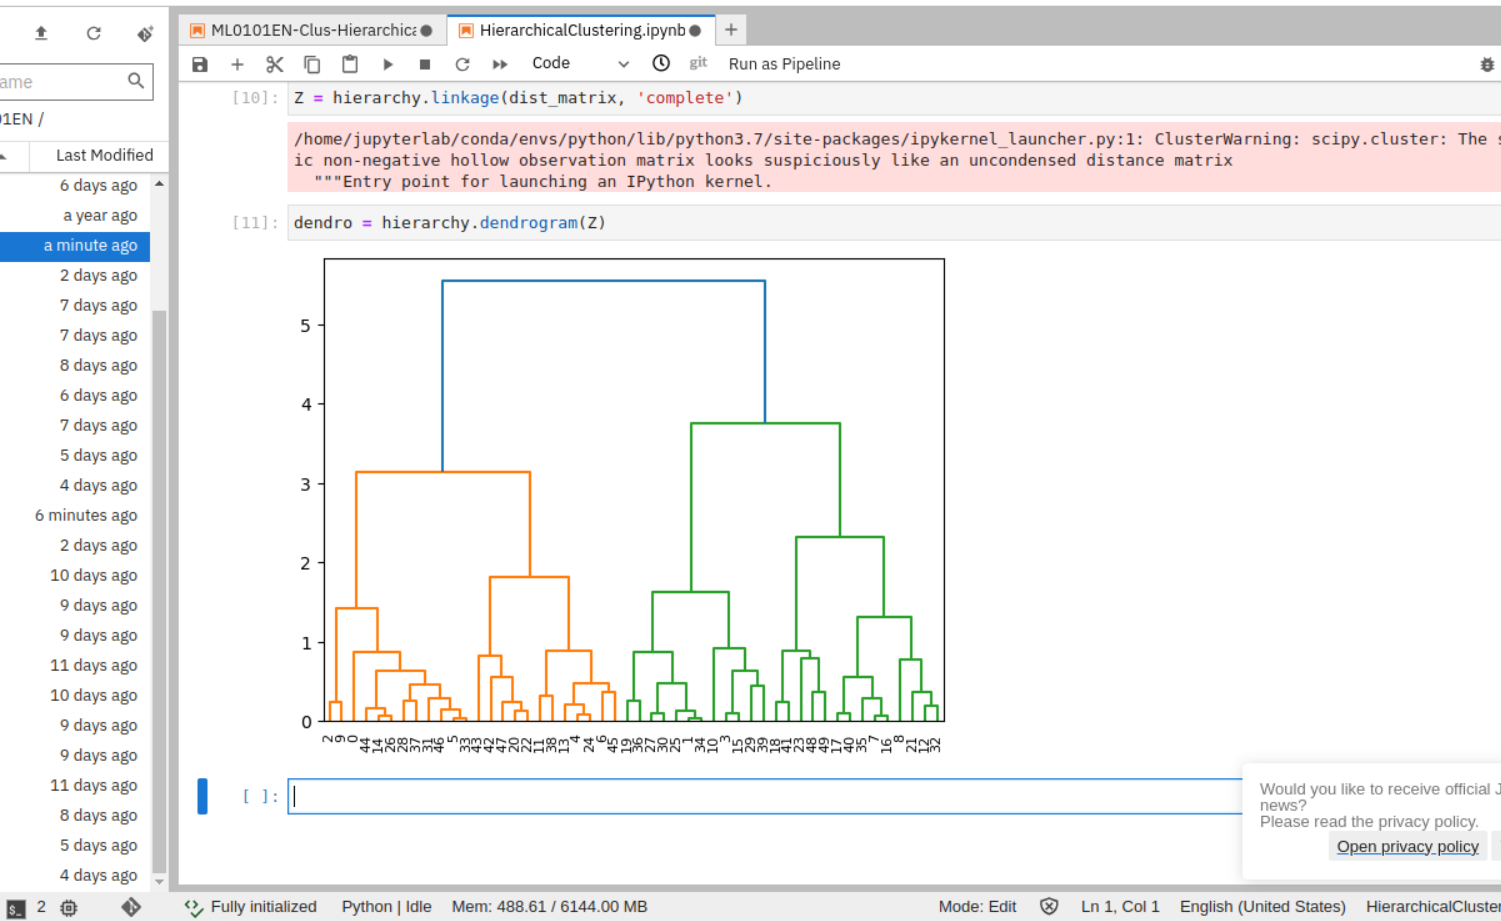 ML0101EN-Clus-Hierarchica
HierarchicalClustering.ipynb
Code
git
Run as Pipeline
ame
01EN /
Last Modified
6 days ago
a year ago
a minute ago
2 days ago
7 days ago
7 days ago
8 days ago
6 days ago
7 days ago
5 days ago
4 days ago
6 minutes ago
2 days ago
10 days ago
9 days ago
9 days ago
11 days ago
10 days ago
9 days ago
9 days ago
11 days ago
8 days ago
5 days ago
4 days ago
[10]: Z = hierarchy.linkage(dist_matrix, 'complete')
/home/jupyterlab/conda/envs/python/lib/python3.7/site-packages/ipykernel_launcher.py:1: ClusterWarning: scipy.cluster: The s
ic non-negative hollow observation matrix looks suspiciously like an uncondensed distance matrix
"""Entry point for launching an IPython kernel.
[11]: dendro = hierarchy.dendrogram(Z)
5
4
3
2
1
0
2 9 0 44 14 26 28 37 31 46 5 33 43 42 47 20 22 11 38 13 4 24 6 45 19 36 27 30 25 1 34 10 3 15 29 39 18 41 23 48 49 17 40 35 7 16 8 21 12 32
[ ]:
Would you like to receive official J
news?
Please read the privacy policy.
Open privacy policy
2
Fully initialized
Python | Idle
Mem: 488.61 / 6144.00 MB
Mode: Edit
Ln 1, Col 1
English (United States)
HierarchicalCluster